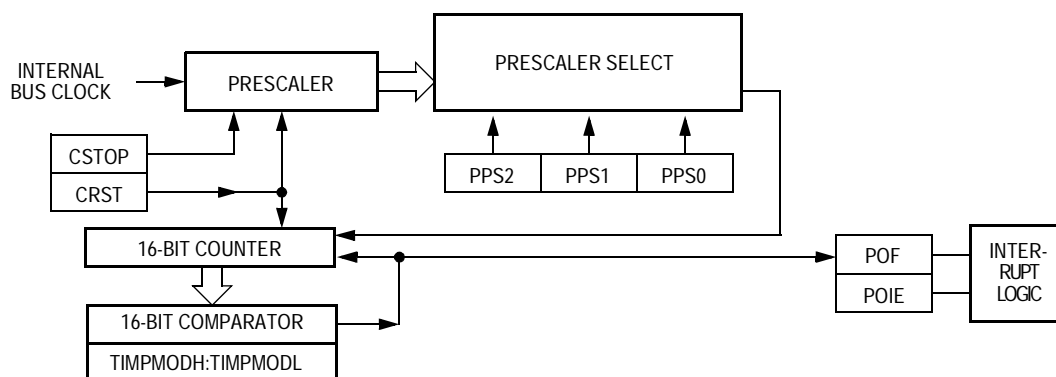 INTERNAL
BUS CLOCK
PRESCALER
PRESCALER SELECT
CSTOP
CRST
PPS2
PPS1
PPS0
16-BIT COUNTER
16-BIT COMPARATOR
TIMPMODH:TIMPMODL
POF
POIE
INTER-
RUPT
LOGIC